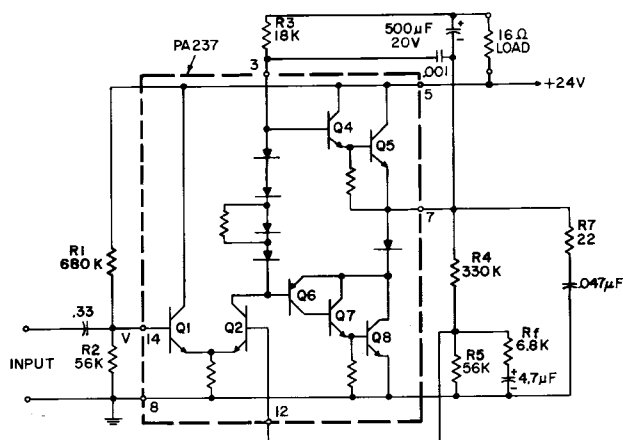 R3
18K
500µF
20V
16Ω
LOAD
PA237
3
.001
5
+24V
Q4
Q5
7
R7
22
R1
680K
R4
330K
.047µF
.33
Q6
Q7
Rf
6.8K
V
14
Q1
Q2
Q8
INPUT
R2
56K
R5
56K
+
4.7µF
-
8
12